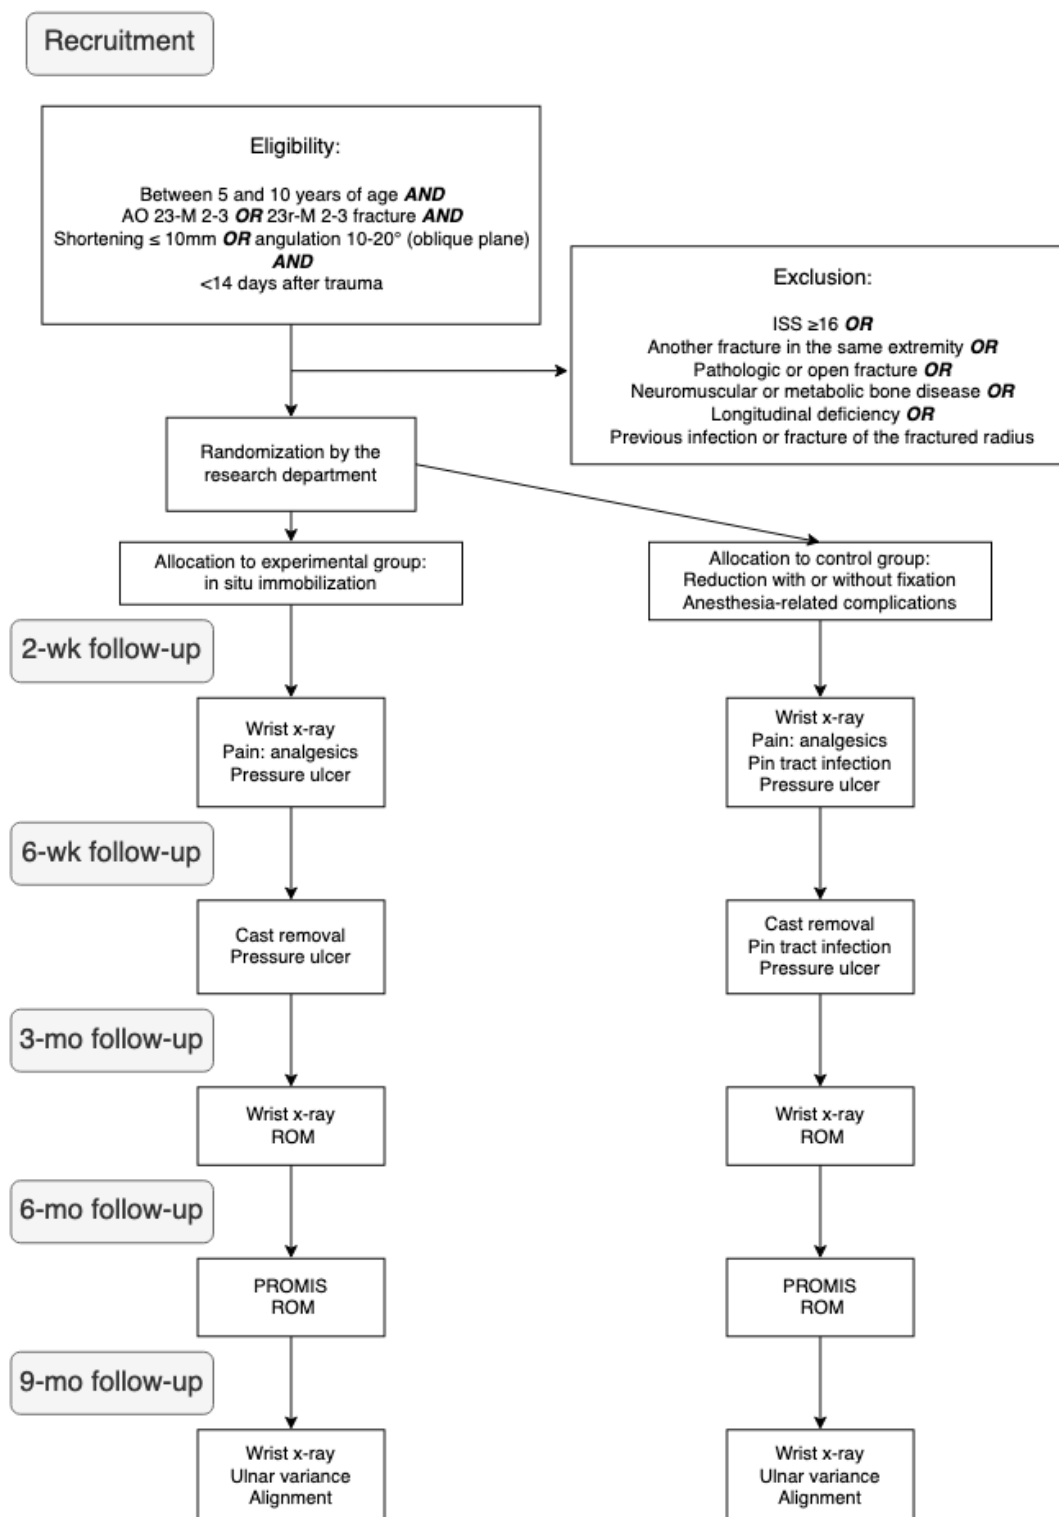 Recruitment
Eligibility:
Between 5 and 10 years of age AND
AO 23-M 2-3 OR 23r-M 2-3 fracture AND
Shortening ≤ 10mm OR angulation 10-20° (oblique plane)
AND
<14 days after trauma
Exclusion:
ISS ≥16 OR
Another fracture in the same extremity OR
Pathologic or open fracture OR
Neuromuscular or metabolic bone disease OR
Longitudinal deficiency OR
Previous infection or fracture of the fractured radius
Randomization by the
research department
Allocation to experimental group:
in situ immobilization
Allocation to control group:
Reduction with or without fixation
Anesthesia-related complications
2-wk follow-up
Wrist x-ray
Pain: analgesics
Pressure ulcer
Wrist x-ray
Pain: analgesics
Pin tract infection
Pressure ulcer
6-wk follow-up
Cast removal
Pressure ulcer
Cast removal
Pin tract infection
Pressure ulcer
3-mo follow-up
Wrist x-ray
ROM
Wrist x-ray
ROM
6-mo follow-up
PROMIS
ROM
PROMIS
ROM
9-mo follow-up
Wrist x-ray
Ulnar variance
Alignment
Wrist x-ray
Ulnar variance
Alignment